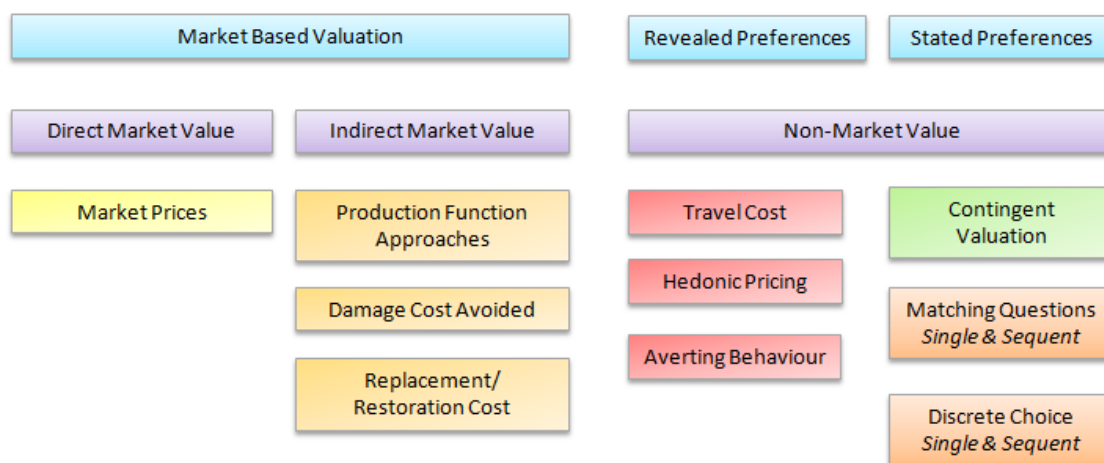 Market Based Valuation
Revealed Preferences
Stated Preferences
Direct Market Value
Indirect Market Value
Non-Market Value
Market Prices
Production Function
Approaches
Damage Cost Avoided
Replacement/
Restoration Cost
Travel Cost
Hedonic Pricing
Averting Behaviour
Contingent
Valuation
Matching Questions
Single & Sequent
Discrete Choice
Single & Sequent